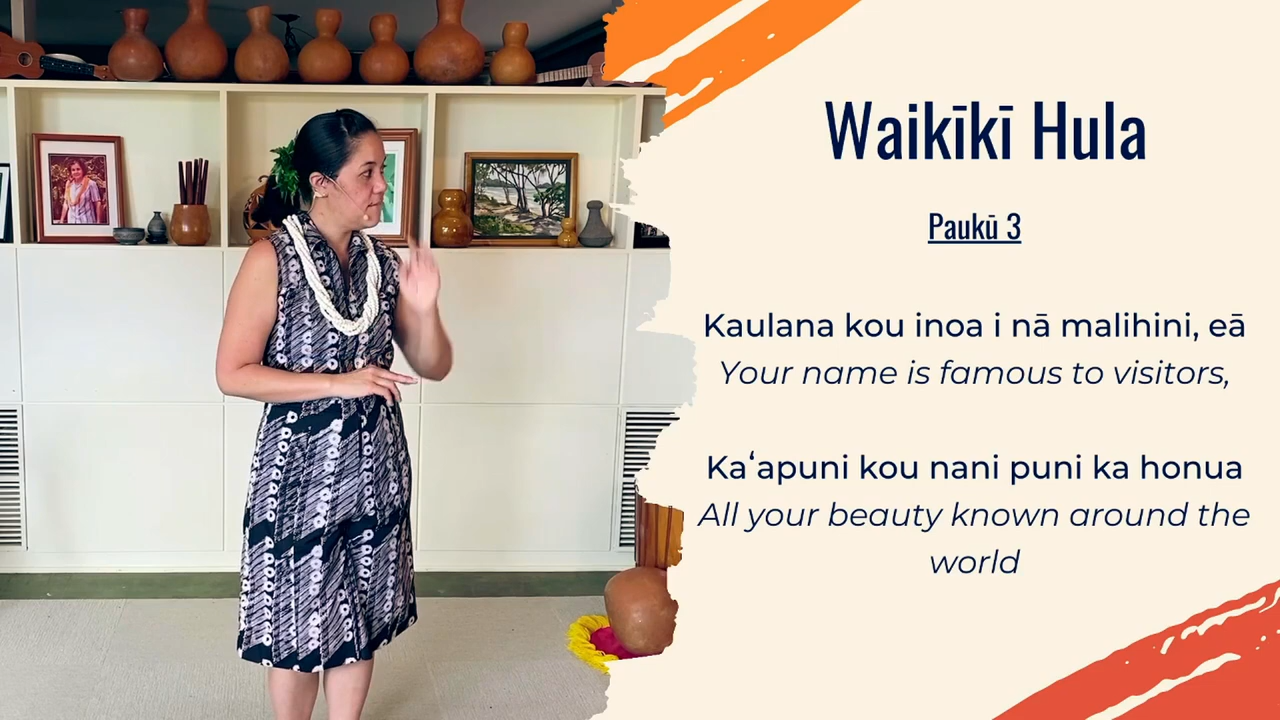 Waikīkī Hula
Paukū 3
Kaulana kou inoa i nā malihini, eā
Your name is famous to visitors,
Kaʻapuni kou nani puni ka honua
All your beauty known around the
world